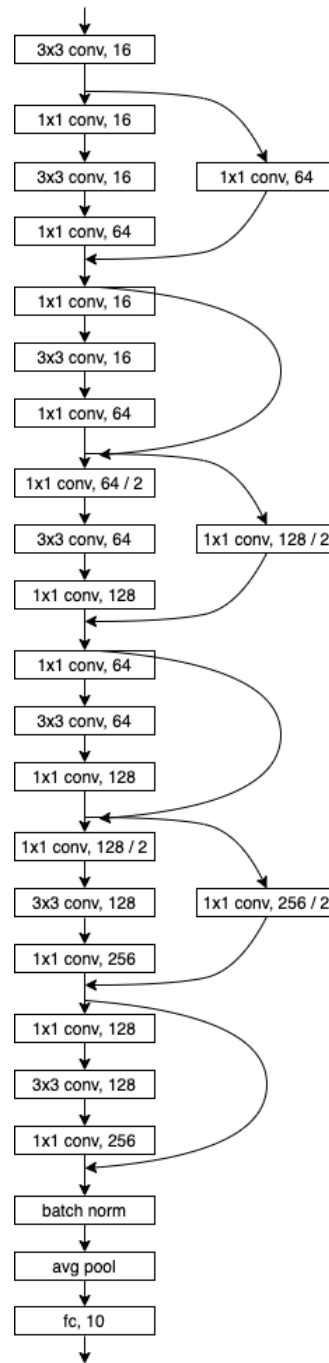 3x3 conv, 16
1x1 conv, 16
3x3 conv, 16
1x1 conv, 64
1x1 conv, 64
1x1 conv, 16
3x3 conv, 16
1x1 conv, 64
1x1 conv, 64 / 2
3x3 conv, 64
1x1 conv, 128 / 2
1x1 conv, 128
1x1 conv, 64
3x3 conv, 64
1x1 conv, 128
1x1 conv, 128 / 2
3x3 conv, 128
1x1 conv, 256 / 2
1x1 conv, 256
1x1 conv, 128
3x3 conv, 128
1x1 conv, 256
batch norm
avg pool
fc, 10